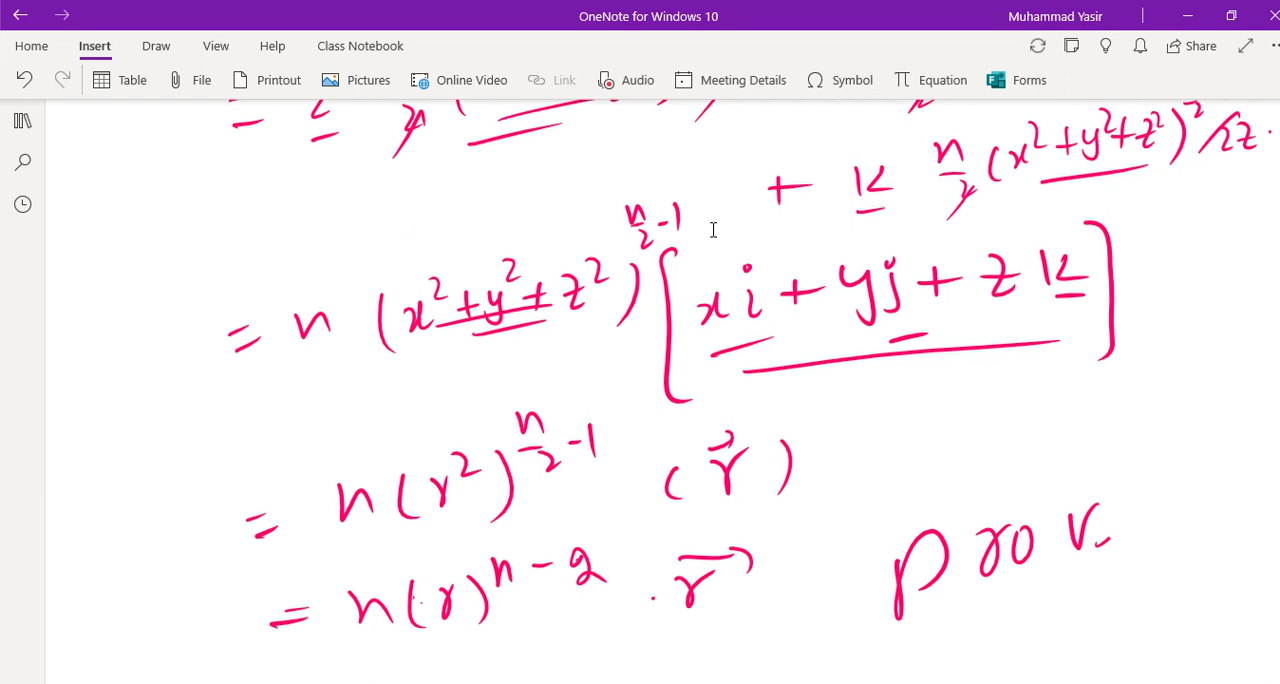 OneNote for Windows 10
Muhammad Yasir
Home Insert Draw View Help Class Notebook Share
Table File Printout Pictures Online Video Link Audio Meeting Details Symbol Equation Forms
+ k n/2 (x²+y²+z²)² / 2z.
= n (x²+y²+z²)^(n/2 -1) [xi + yj + zk]
= n(r²)^(n/2 -1) (r⃗)
= n(r)^(n-2) . r⃗
Prov